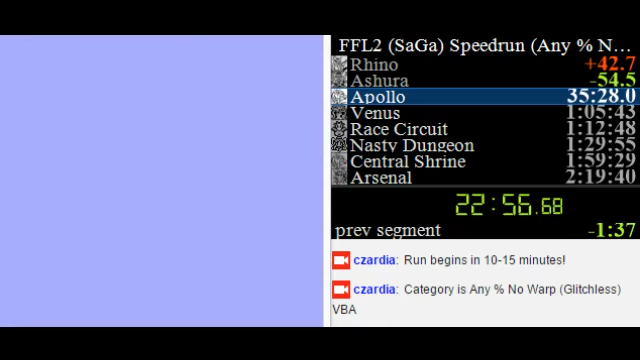 FFL2 (SaGa) Speedrun (Any % N...
Rhino +42.7
Ashura -54.5
Apollo 35:28.0
Venus 1:05:43
Race Circuit 1:12:48
Nasty Dungeon 1:29:55
Central Shrine 1:59:29
Arsenal 2:19:40
22:56.68
prev segment -1:37
czardia: Run begins in 10-15 minutes!
czardia: Category is Any % No Warp (Glitchless)
VBA